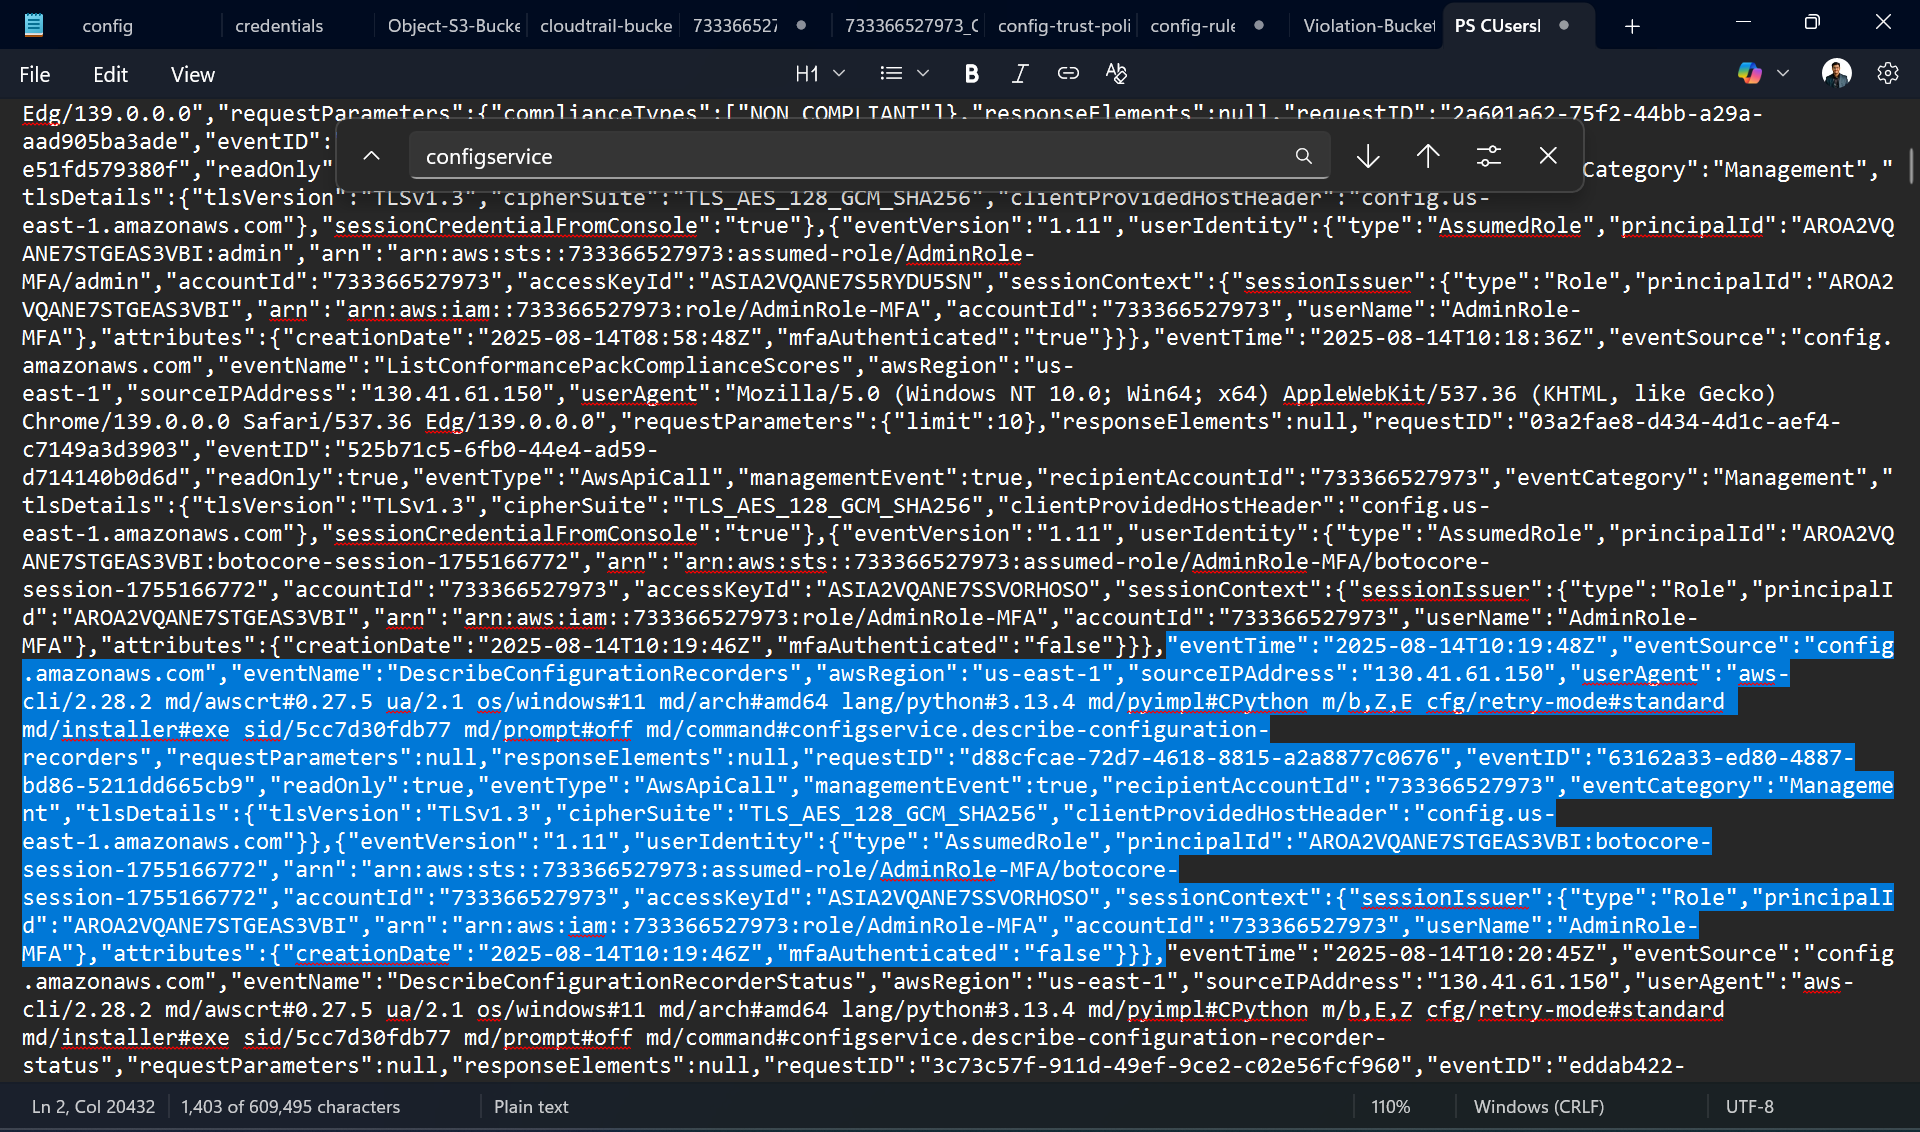 config credentials Object-S3-Bucke cloudtrail-bucke 73336652; 733366527973_C config-trust-poli config-rule Violation-Bucket PS CUsersl
File Edit View H1 B I
Edg/139.0.0.0","requestParameters":{"complianceTypes":["NON_COMPLIANT"]},"responseElements":null,"requestID":"2a601a62-75f2-44bb-a29a-
aad905ba3ade","eventID":
configservice
e51fd579380f","readOnly" Category":"Management","
tlsDetails":{"tlsVersion":"TLSv1.3","cipherSuite":"TLS_AES_128_GCM_SHA256","clientProvidedHostHeader":"config.us-
east-1.amazonaws.com"},"sessionCredentialFromConsole":"true"},{"eventVersion":"1.11","userIdentity":{"type":"AssumedRole","principalId":"AROA2VQ
ANE7STGEAS3VBI:admin","arn":"arn:aws:sts::733366527973:assumed-role/AdminRole-
MFA/admin","accountId":"733366527973","accessKeyId":"ASIA2VQANE7S5RYDU5SN","sessionContext":{"sessionIssuer":{"type":"Role","principalId":"AROA2
VQANE7STGEAS3VBI","arn":"arn:aws:iam::733366527973:role/AdminRole-MFA","accountId":"733366527973","userName":"AdminRole-
MFA"},"attributes":{"creationDate":"2025-08-14T08:58:48Z","mfaAuthenticated":"true"}}},"eventTime":"2025-08-14T10:18:36Z","eventSource":"config.
amazonaws.com","eventName":"ListConformancePackComplianceScores","awsRegion":"us-
east-1","sourceIPAddress":"130.41.61.150","userAgent":"Mozilla/5.0 (Windows NT 10.0; Win64; x64) AppleWebKit/537.36 (KHTML, like Gecko)
Chrome/139.0.0.0 Safari/537.36 Edg/139.0.0.0","requestParameters":{"limit":10},"responseElements":null,"requestID":"03a2fae8-d434-4d1c-aef4-
c7149a3d3903","eventID":"525b71c5-6fb0-44e4-ad59-
d714140b0d6d","readOnly":true,"eventType":"AwsApiCall","managementEvent":true,"recipientAccountId":"733366527973","eventCategory":"Management","
tlsDetails":{"tlsVersion":"TLSv1.3","cipherSuite":"TLS_AES_128_GCM_SHA256","clientProvidedHostHeader":"config.us-
east-1.amazonaws.com"},"sessionCredentialFromConsole":"true"},{"eventVersion":"1.11","userIdentity":{"type":"AssumedRole","principalId":"AROA2VQ
ANE7STGEAS3VBI:botocore-session-1755166772","arn":"arn:aws:sts::733366527973:assumed-role/AdminRole-MFA/botocore-
session-1755166772","accountId":"733366527973","accessKeyId":"ASIA2VQANE7SSVORHOSO","sessionContext":{"sessionIssuer":{"type":"Role","principalI
d":"AROA2VQANE7STGEAS3VBI","arn":"arn:aws:iam::733366527973:role/AdminRole-MFA","accountId":"733366527973","userName":"AdminRole-
MFA"},"attributes":{"creationDate":"2025-08-14T10:19:46Z","mfaAuthenticated":"false"}}},"eventTime":"2025-08-14T10:19:48Z","eventSource":"config
.amazonaws.com","eventName":"DescribeConfigurationRecorders","awsRegion":"us-east-1","sourceIPAddress":"130.41.61.150","userAgent":"aws-
cli/2.28.2 md/awscrt#0.27.5 ua/2.1 os/windows#11 md/arch#amd64 lang/python#3.13.4 md/pyimpl#CPython m/b,Z,E cfg/retry-mode#standard
md/installer#exe sid/5cc7d30fdb77 md/prompt#off md/command#configservice.describe-configuration-
recorders","requestParameters":null,"responseElements":null,"requestID":"d88cfcae-72d7-4618-8815-a2a8877c0676","eventID":"63162a33-ed80-4887-
bd86-5211dd665cb9","readOnly":true,"eventType":"AwsApiCall","managementEvent":true,"recipientAccountId":"733366527973","eventCategory":"Manageme
nt","tlsDetails":{"tlsVersion":"TLSv1.3","cipherSuite":"TLS_AES_128_GCM_SHA256","clientProvidedHostHeader":"config.us-
east-1.amazonaws.com"}},{"eventVersion":"1.11","userIdentity":{"type":"AssumedRole","principalId":"AROA2VQANE7STGEAS3VBI:botocore-
session-1755166772","arn":"arn:aws:sts::733366527973:assumed-role/AdminRole-MFA/botocore-
session-1755166772","accountId":"733366527973","accessKeyId":"ASIA2VQANE7SSVORHOSO","sessionContext":{"sessionIssuer":{"type":"Role","principalI
d":"AROA2VQANE7STGEAS3VBI","arn":"arn:aws:iam::733366527973:role/AdminRole-MFA","accountId":"733366527973","userName":"AdminRole-
MFA"},"attributes":{"creationDate":"2025-08-14T10:19:46Z","mfaAuthenticated":"false"}}},"eventTime":"2025-08-14T10:20:45Z","eventSource":"config
.amazonaws.com","eventName":"DescribeConfigurationRecorderStatus","awsRegion":"us-east-1","sourceIPAddress":"130.41.61.150","userAgent":"aws-
cli/2.28.2 md/awscrt#0.27.5 ua/2.1 os/windows#11 md/arch#amd64 lang/python#3.13.4 md/pyimpl#CPython m/b,E,Z cfg/retry-mode#standard
md/installer#exe sid/5cc7d30fdb77 md/prompt#off md/command#configservice.describe-configuration-recorder-
status","requestParameters":null,"responseElements":null,"requestID":"3c73c57f-911d-49ef-9ce2-c02e56fcf960","eventID":"eddab422-
Ln 2, Col 20432 1,403 of 609,495 characters Plain text 110% Windows (CRLF) UTF-8